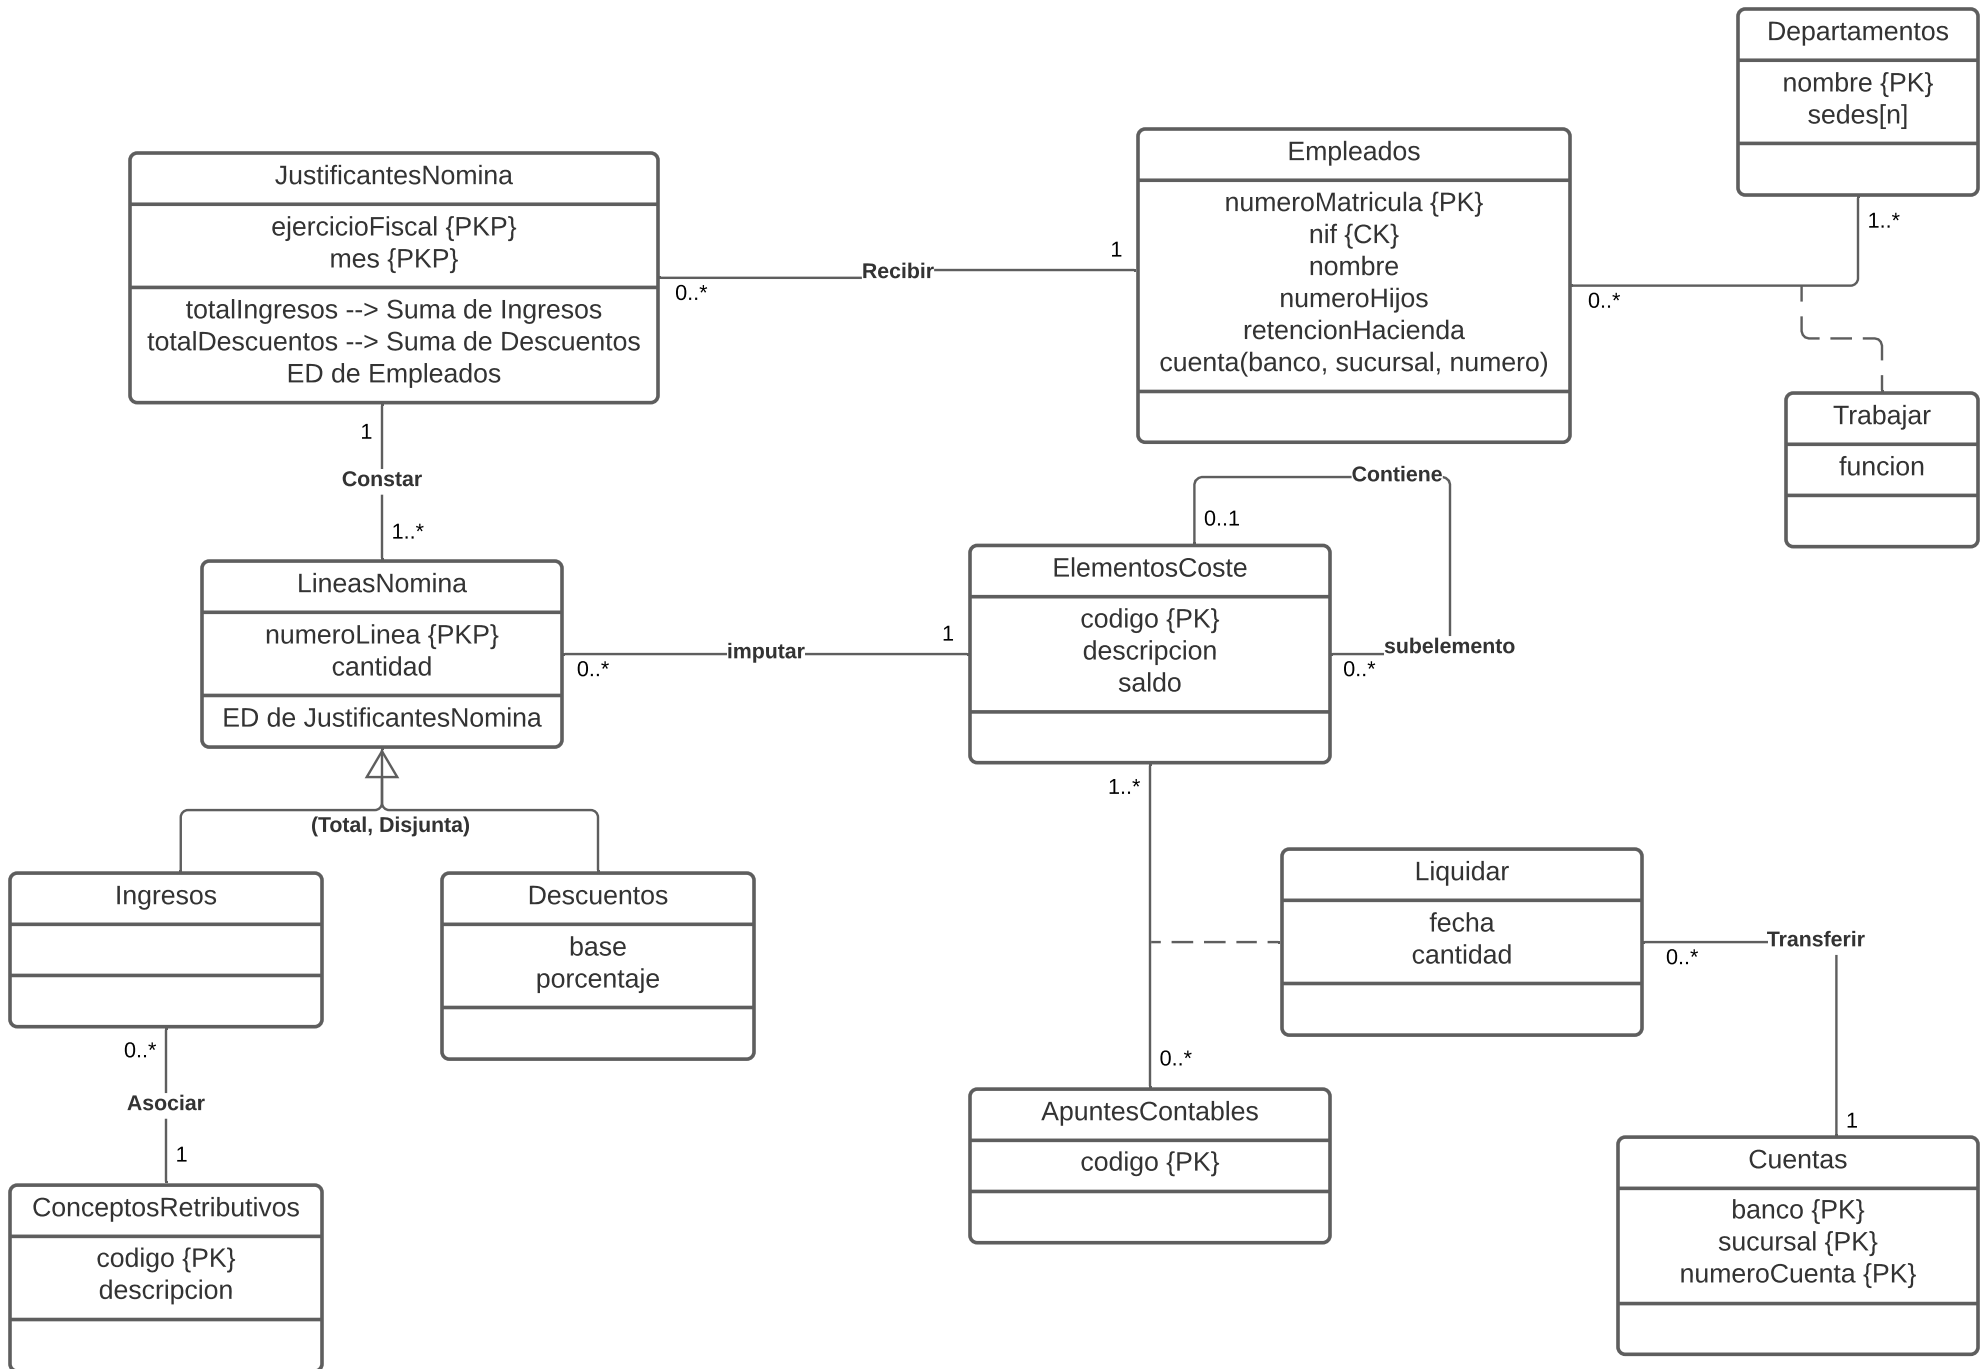 Departamentos
nombre {PK}
sedes[n]
1..*
JustificantesNomina
ejercicioFiscal {PKP}
mes {PKP}
totalIngresos --> Suma de Ingresos
totalDescuentos --> Suma de Descuentos
ED de Empleados
0..*
Recibir
1
Empleados
numeroMatricula {PK}
nif {CK}
nombre
numeroHijos
retencionHacienda
cuenta(banco, sucursal, numero)
0..*
Trabajar
funcion
1
Constar
1..*
LineasNomina
numeroLinea {PKP}
cantidad
ED de JustificantesNomina
0..*
imputar
1
Contiene
0..1
ElementosCoste
codigo {PK}
descripcion
saldo
0..*
subelemento
(Total, Disjunta)
Ingresos
Descuentos
base
porcentaje
1..*
Liquidar
fecha
cantidad
0..*
Transferir
0..*
Asociar
1
0..*
ApuntesContables
codigo {PK}
1
Cuentas
banco {PK}
sucursal {PK}
numeroCuenta {PK}
ConceptosRetributivos
codigo {PK}
descripcion